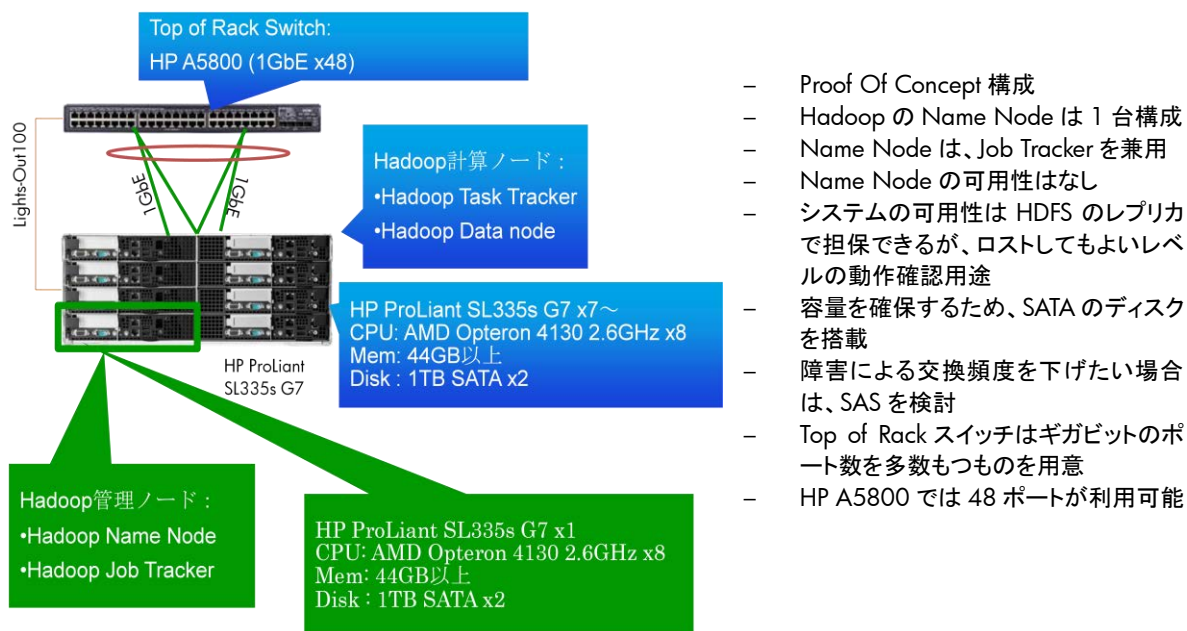 Top of Rack Switch:
HP A5800 (1GbE x48)
Lights-Out100
1GbE
1GbE
Hadoop計算ノード：
•Hadoop Task Tracker
•Hadoop Data node
HP ProLiant SL335s G7 x7～
CPU: AMD Opteron 4130 2.6GHz x8
Mem: 44GB以上
Disk : 1TB SATA x2
HP ProLiant
SL335s G7
Hadoop管理ノード：
•Hadoop Name Node
•Hadoop Job Tracker
HP ProLiant SL335s G7 x1
CPU: AMD Opteron 4130 2.6GHz x8
Mem: 44GB以上
Disk : 1TB SATA x2
– Proof Of Concept 構成
– Hadoop の Name Node は 1 台構成
– Name Node は、Job Tracker を兼用
– Name Node の可用性はなし
– システムの可用性は HDFS のレプリカ
で担保できるが、ロストしてもよいレベ
ルの動作確認用途
– 容量を確保するため、SATA のディスク
を搭載
– 障害による交換頻度を下げたい場合
は、SAS を検討
– Top of Rack スイッチはギガビットのポ
ート数を多数もつものを用意
– HP A5800 では 48 ポートが利用可能